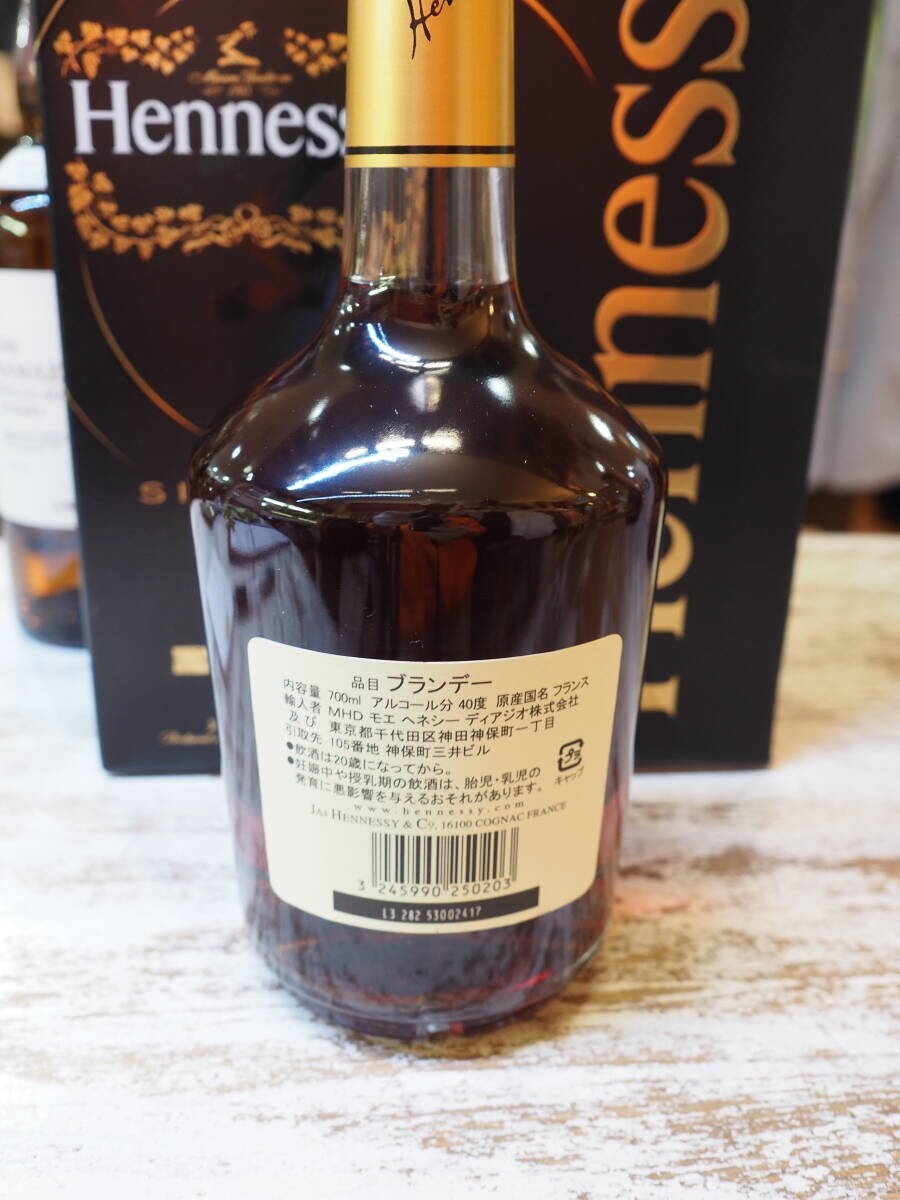 Hennessy
Henness
品目 ブランデー
内容量 700ml アルコール分 40度 原産国名 フランス
輸入者 MHD モエ ヘネシー ディアジオ株式会社
及び 東京都千代田区神田神保町一丁目
引取先 105番地 神保町三井ビル
●飲酒は20歳になってから。
●妊娠中や授乳期の飲酒は、胎児・乳児の
発育に悪影響を与えるおそれがあります。
キャップ
www.hennessy.com
JAS HENNESSY & CO, 16100 COGNAC FRANCE
3 245990 250203
L3 282 53002417